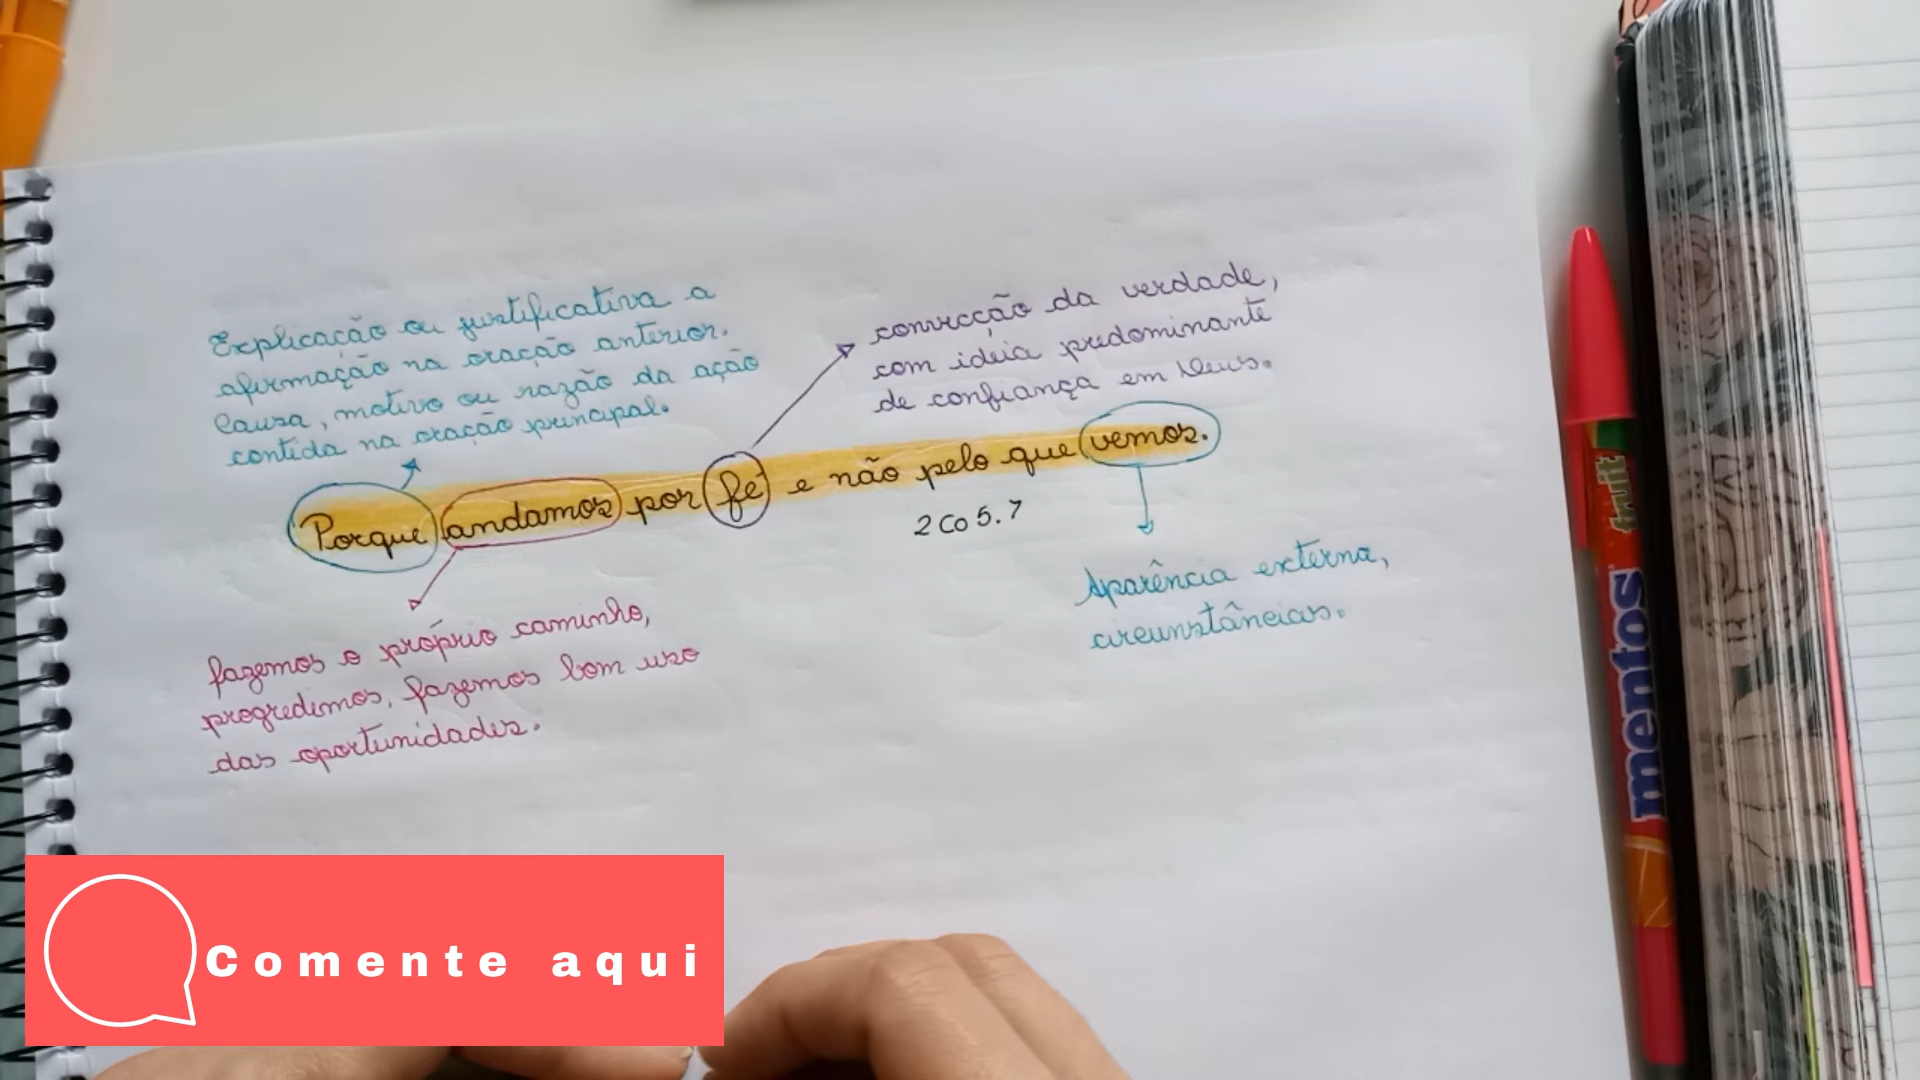 Explicação ou justificativa a
afirmação na oração anterior.
Causa, motivo ou razão da ação
contida na oração principal.
convicção da verdade,
com idéia predominante
de confiança em Deus.
Porque andamos por fé e não pelo que vemos.
2 Co 5.7
Aparência externa,
circunstâncias.
fazemos o próprio caminho,
progredimos, fazemos bom uso
das oportunidades.
Comente aqui
mentos
fruit